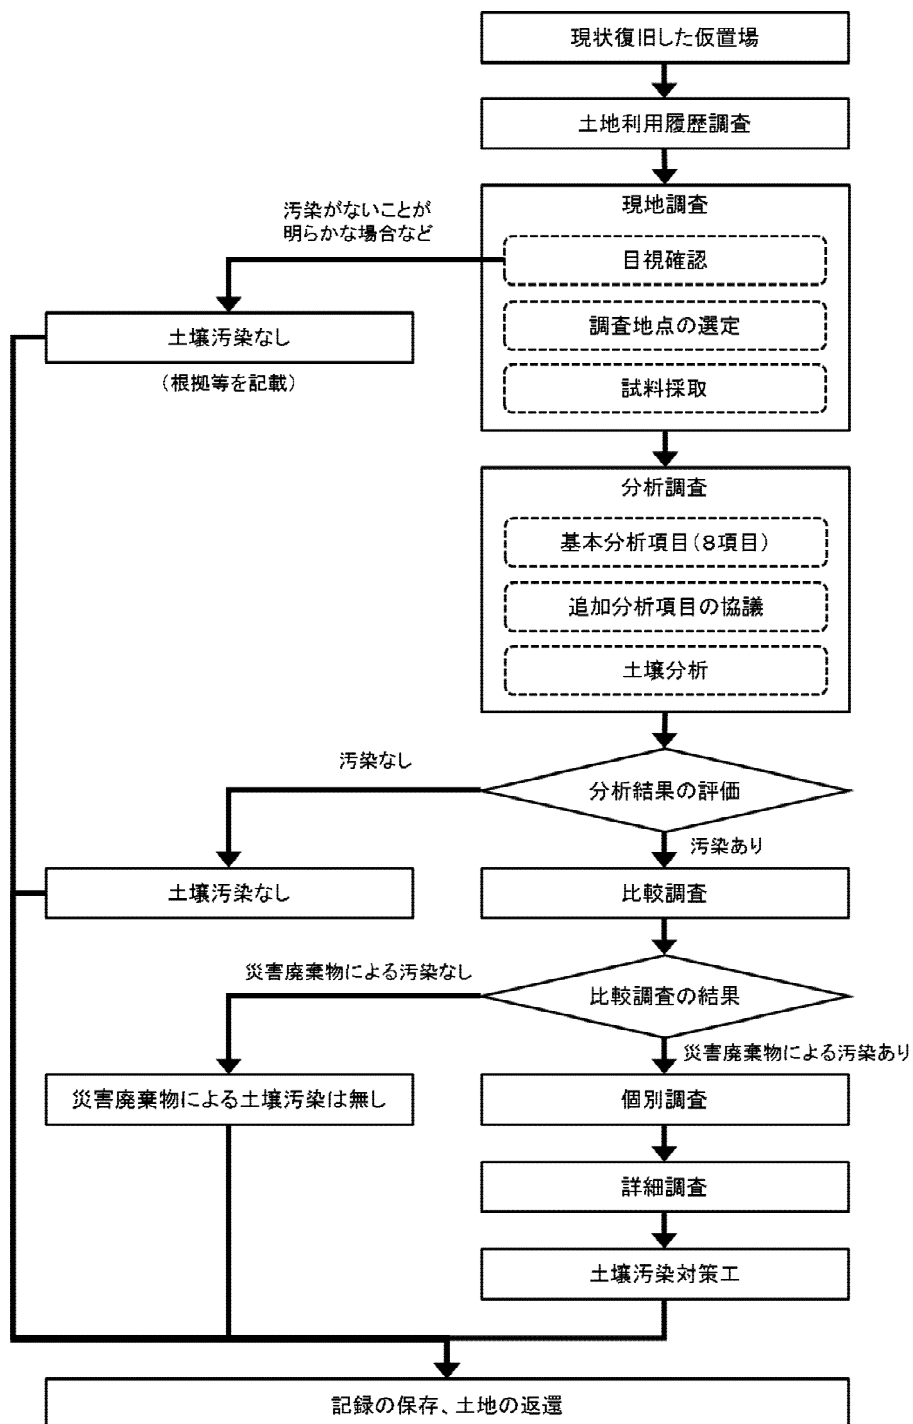 現状復旧した仮置場
土地利用履歴調査
現地調査
汚染がないことが
明らかな場合など
目視確認
調査地点の選定
試料採取
土壌汚染なし
（根拠等を記載）
分析調査
基本分析項目（8項目）
追加分析項目の協議
土壌分析
分析結果の評価
汚染なし
汚染あり
土壌汚染なし
比較調査
比較調査の結果
災害廃棄物による汚染なし
災害廃棄物による汚染あり
災害廃棄物による土壌汚染は無し
個別調査
詳細調査
土壌汚染対策工
記録の保存、土地の返還